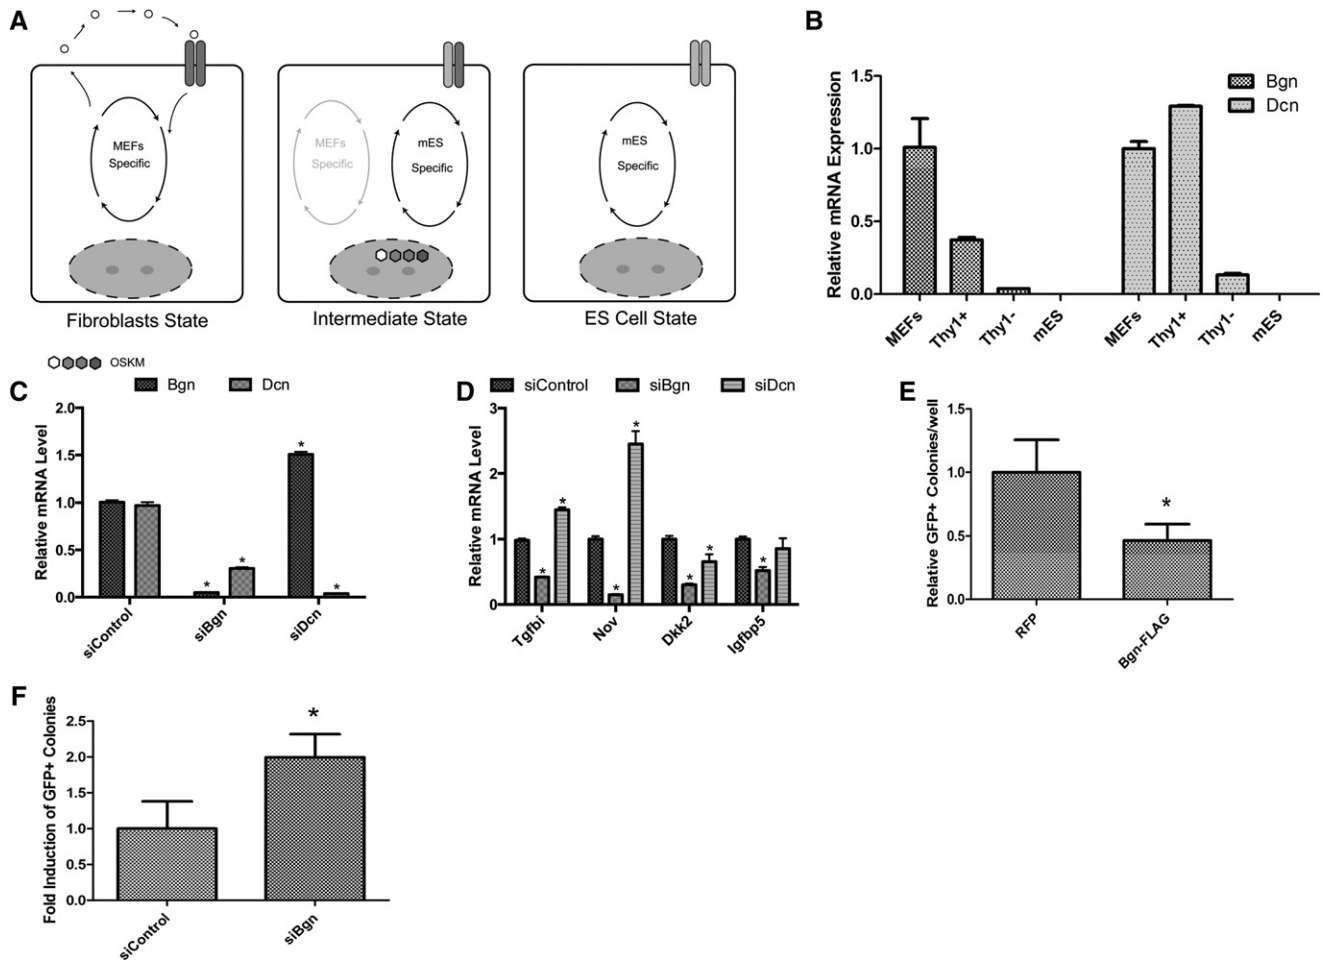 A
MEFs
Specific
Fibroblasts State
MEFs
Specific
mES
Specific
Intermediate State
mES
Specific
ES Cell State
OSKM
B
Relative mRNA Expression
1.5
1.0
0.5
0.0
Bgn
Dcn
MEFs
Thy1+
Thy1-
mES
MEFs
Thy1+
Thy1-
mES
C
Bgn
Dcn
Relative mRNA Level
2.0
1.5
1.0
0.5
0.0
*
*
*
*
siControl
siBgn
siDcn
D
siControl
siBgn
siDcn
Relative mRNA Level
3
2
1
0
*
*
*
*
*
*
*
Tgfbi
Nov
Dkk2
Igfbp5
E
Relative GFP+ Colonies/well
1.5
1.0
0.5
0.0
*
RFP
Bgn-FLAG
F
Fold Induction of GFP+ Colonies
2.5
2.0
1.5
1.0
0.5
0.0
*
siControl
siBgn